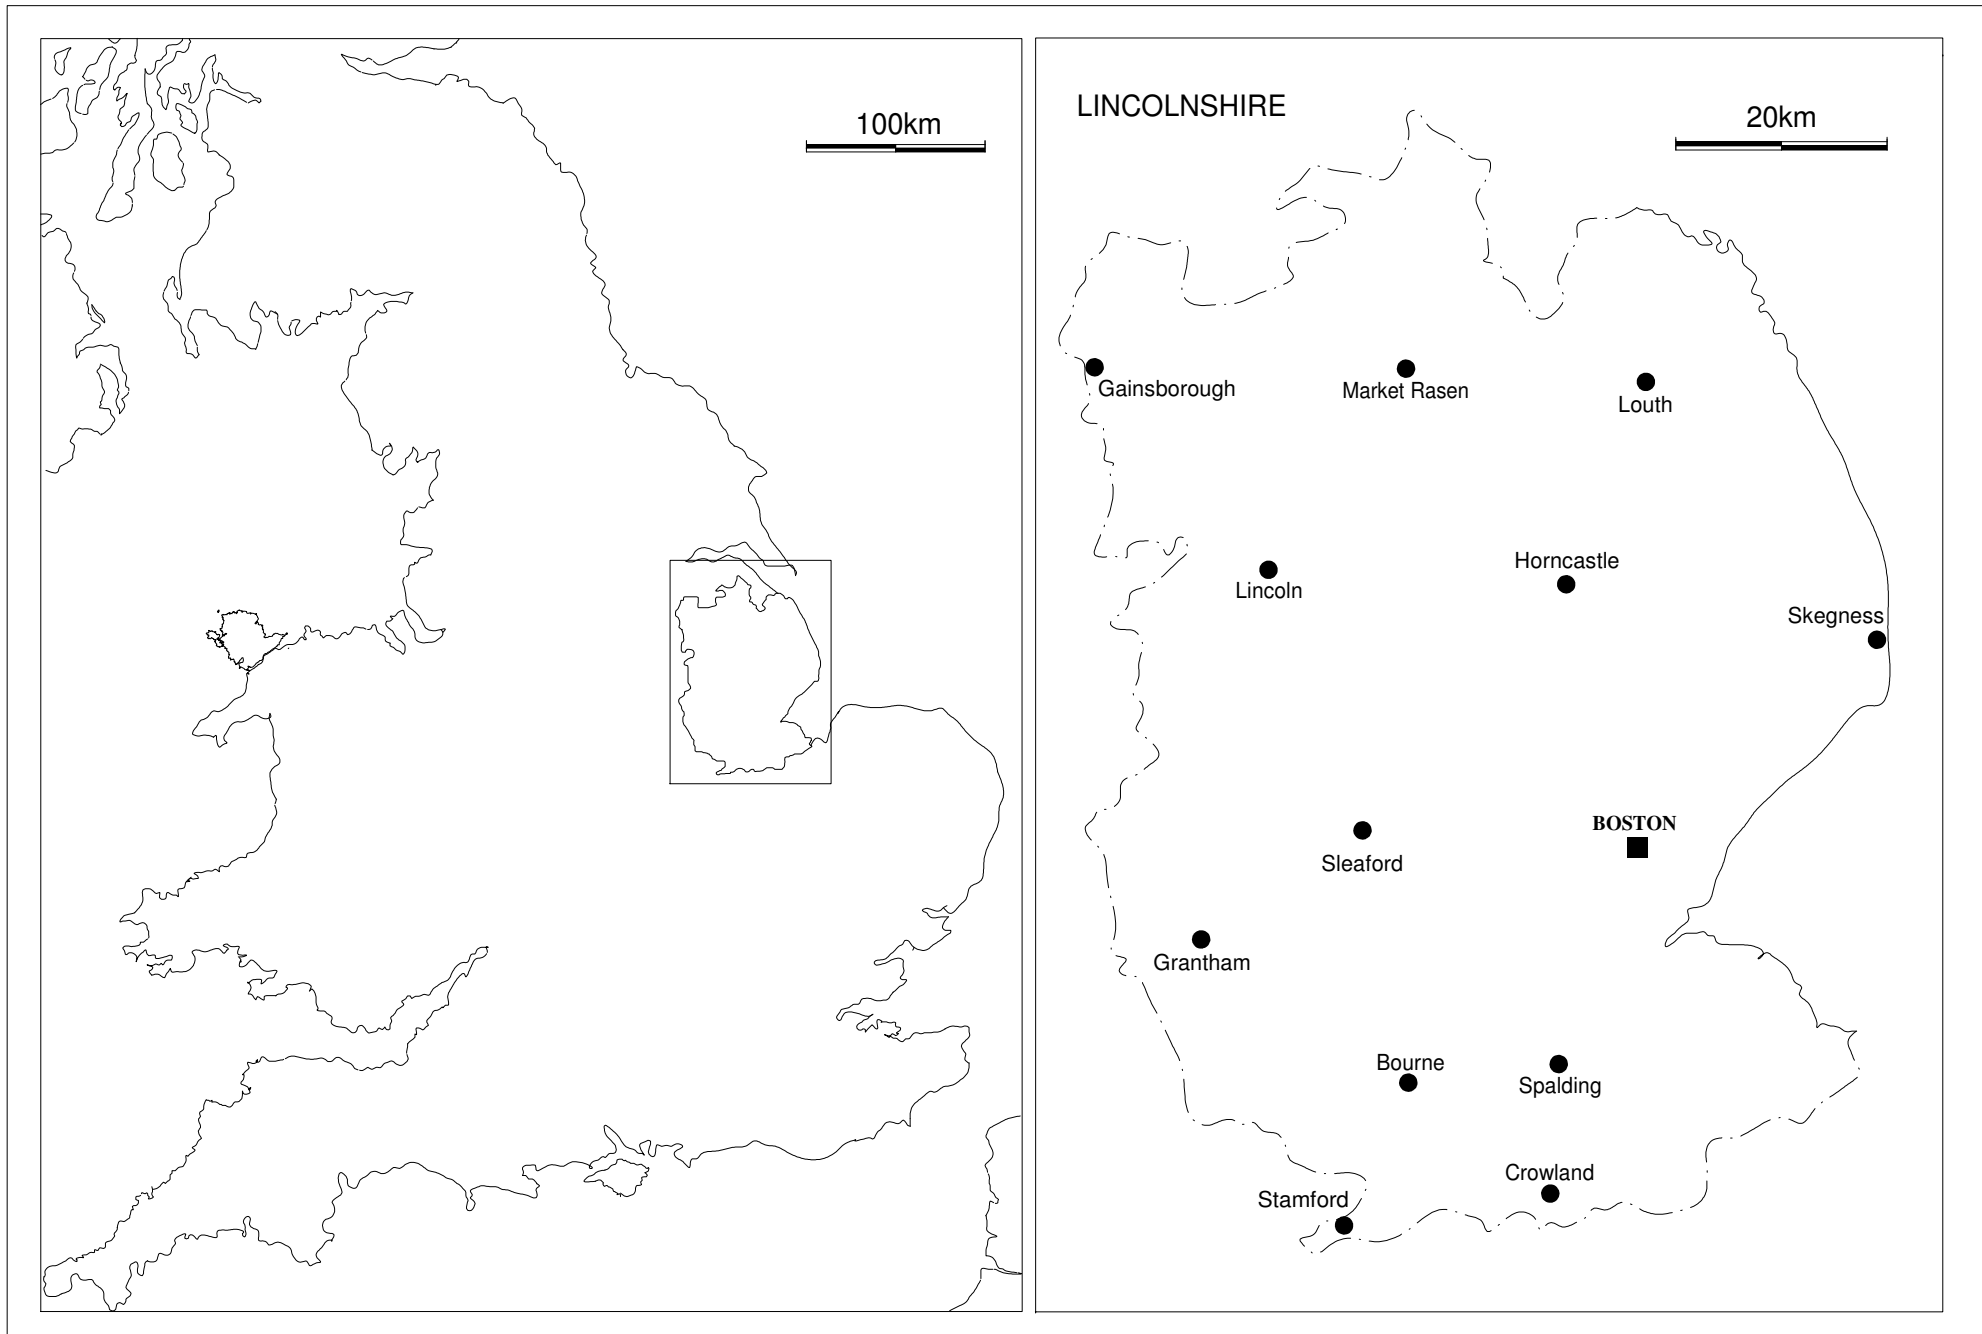 100km
LINCOLNSHIRE
20km
Gainsborough
Market Rasen
Louth
Lincoln
Horncastle
Skegness
BOSTON
Sleaford
Grantham
Bourne
Spalding
Crowland
Stamford